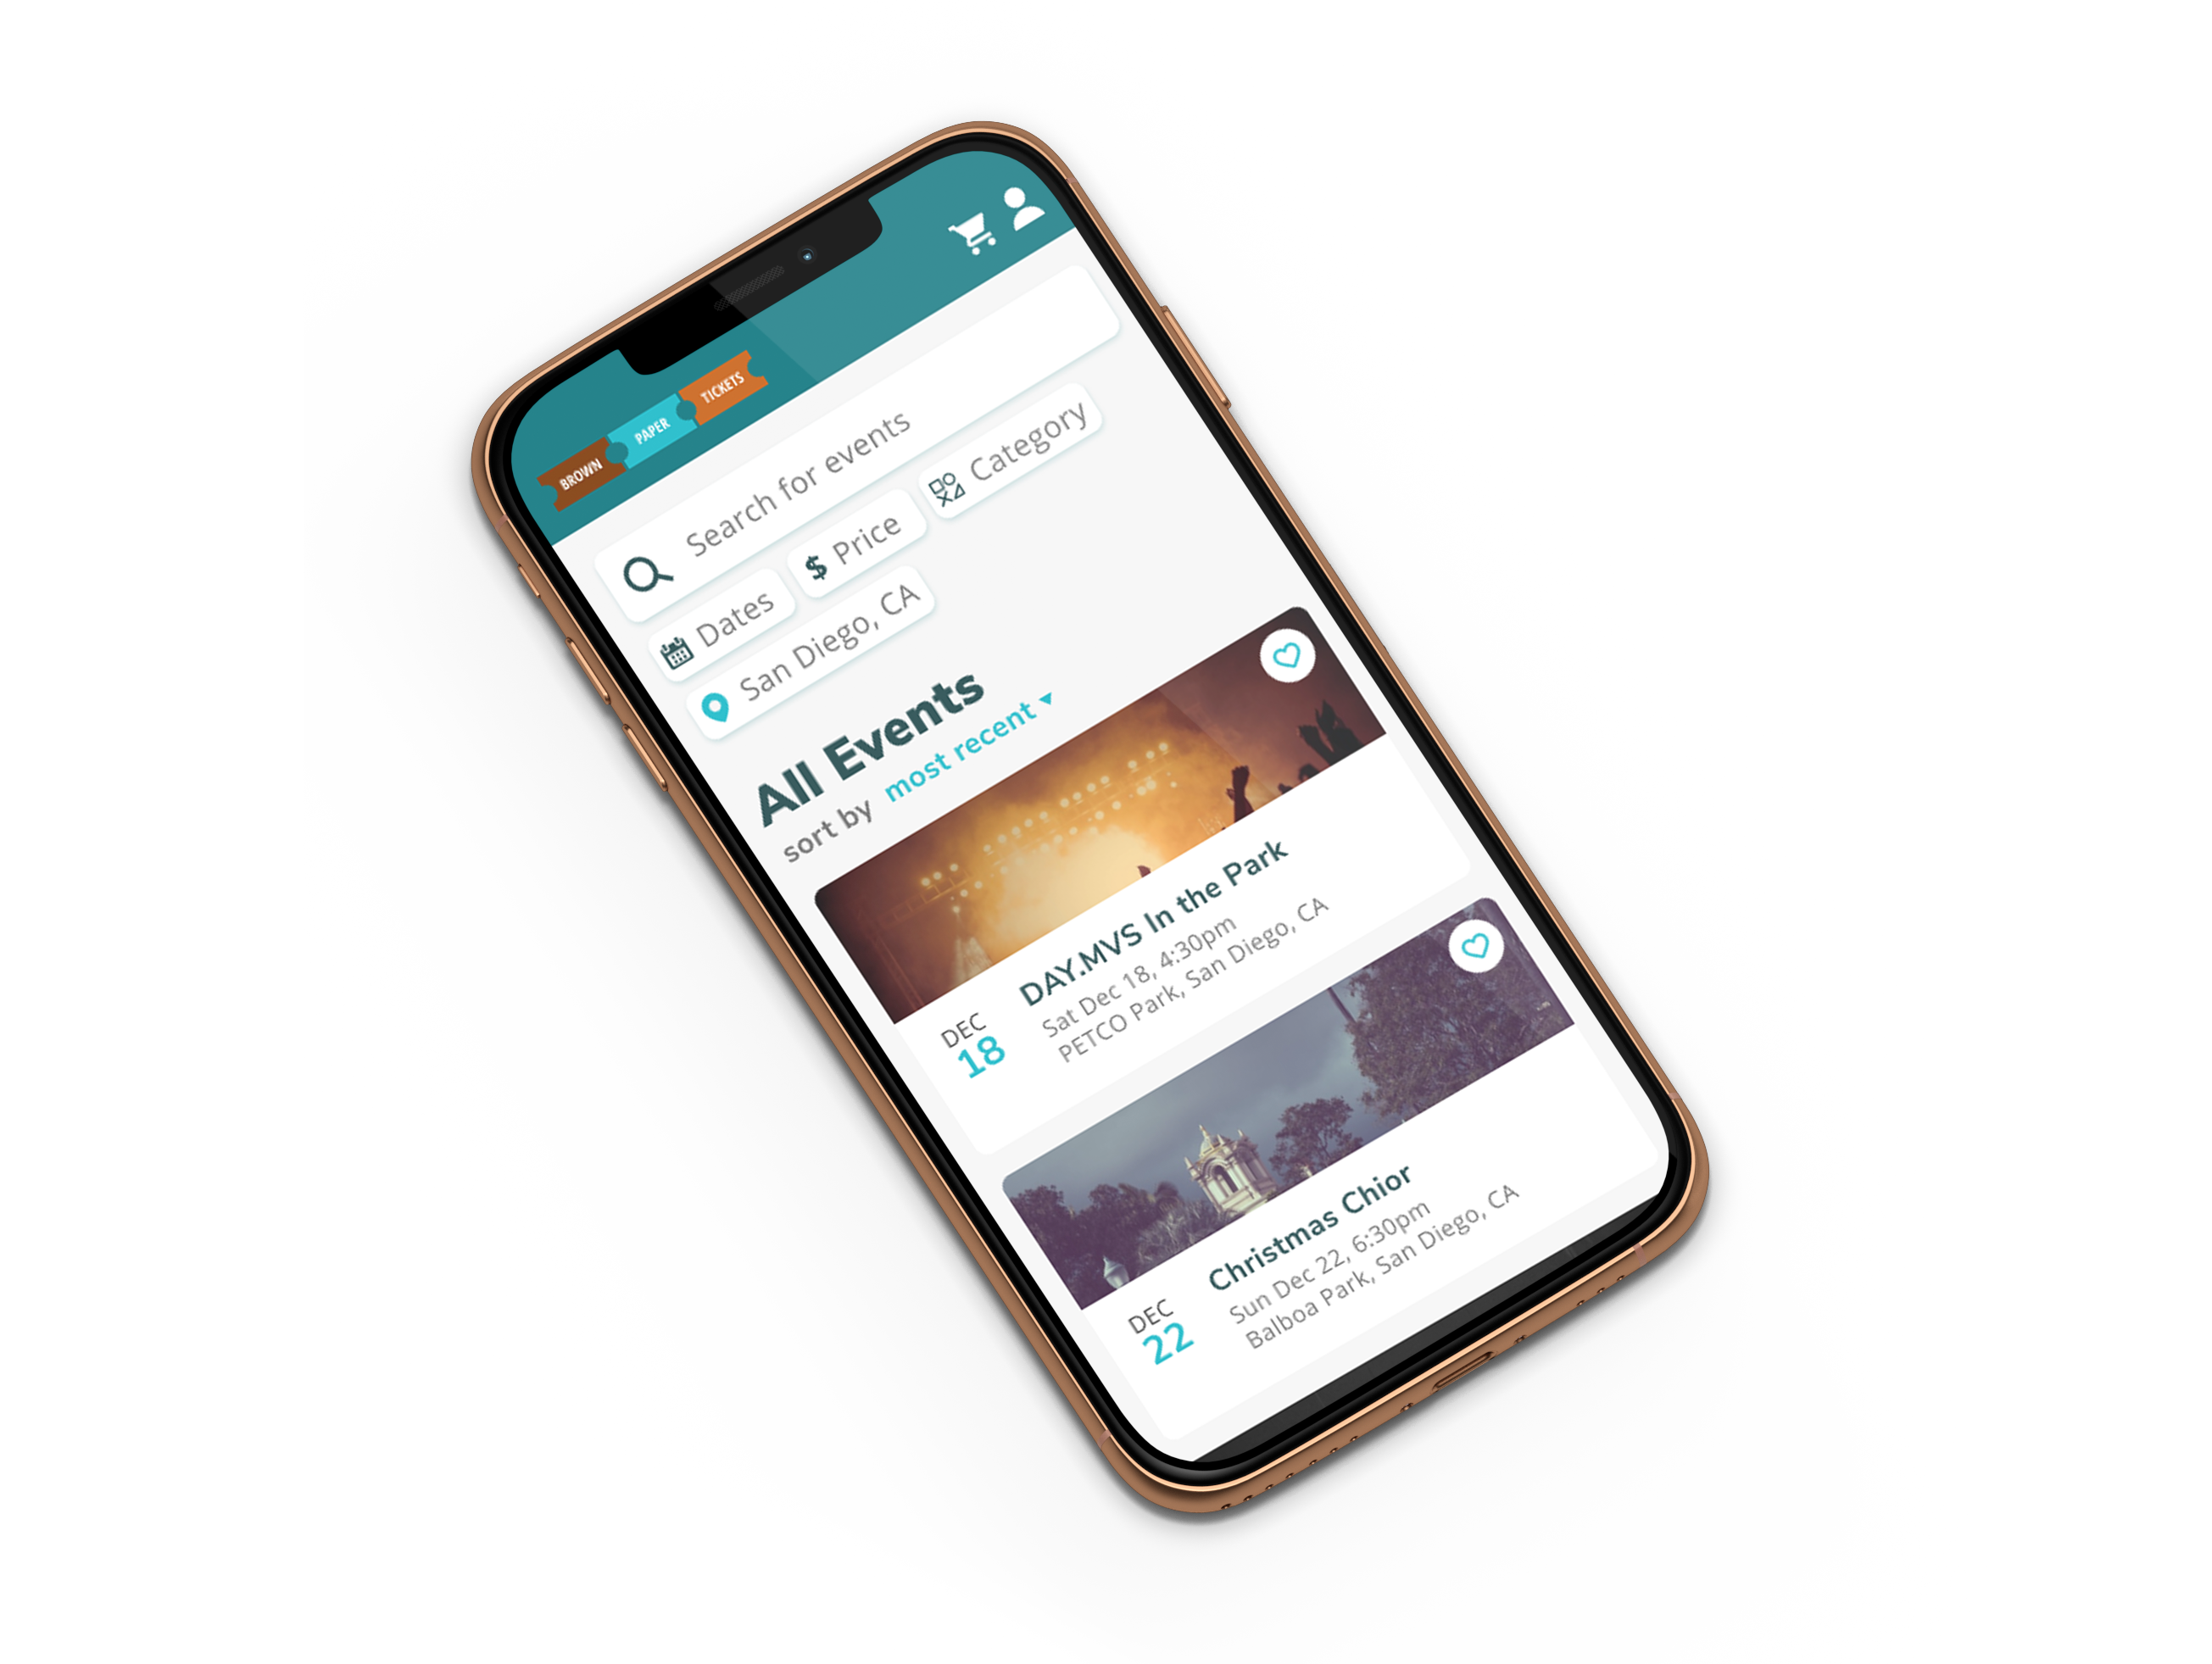 BROWN PAPER TICKETS
Search for events
Dates
$ Price
Category
San Diego, CA
All Events
sort by most recent
DEC
18
DAY.MVS In the Park
Sat Dec 18, 4:30pm
PETCO Park, San Diego, CA
DEC
22
Christmas Chior
Sun Dec 22, 6:30pm
Balboa Park, San Diego, CA